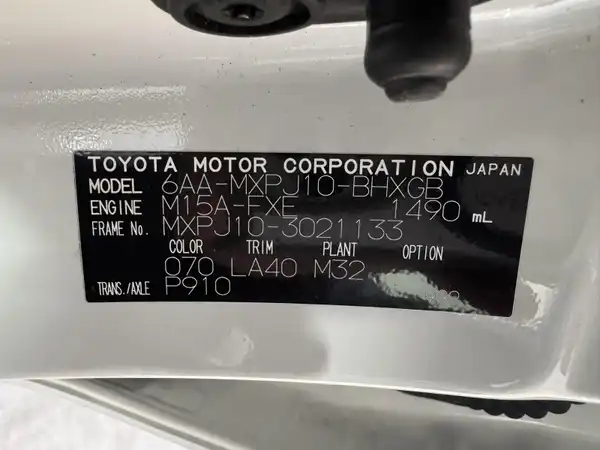 TOYOTA MOTOR CORPORATION JAPAN
MODEL 6AA-MXPJ10-BHXGB
ENGINE M15A-FXE 1490 mL
FRAME No. MXPJ10-3021133
COLOR TRIM PLANT OPTION
070 LA40 M32
TRANS./AXLE P910